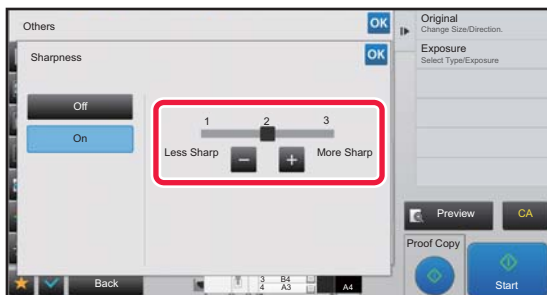 Others
OK
Sharpness
OK
Off
On
1 2 3
Less Sharp
More Sharp
Original
Change Size/Direction.
Exposure
Select Type/Exposure
Preview
CA
Proof Copy
Start
Back
3 B4
4 A3
A4